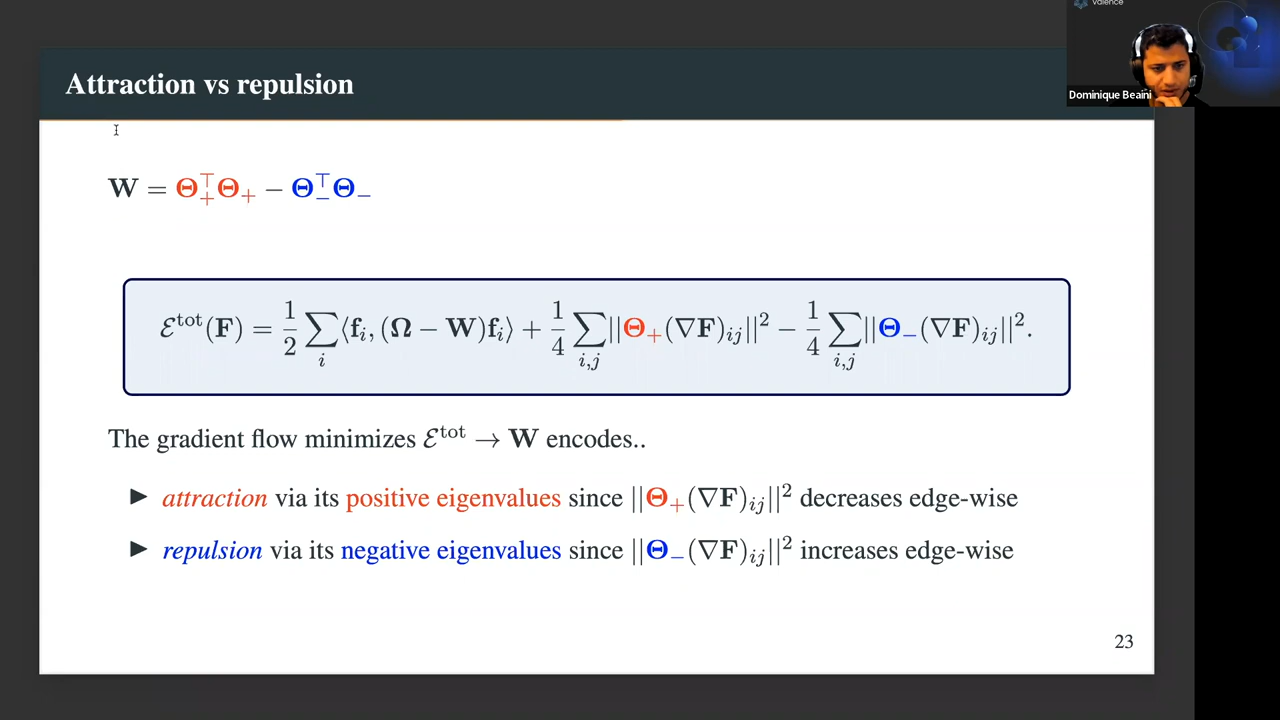 valence
Dominique Beaini
Attraction vs repulsion
W = Θ₊ᵀΘ₊ − Θ₋ᵀΘ₋
ℰᵗᵒᵗ(F) = 1/2 ∑ᵢ ⟨fᵢ, (Ω − W)fᵢ⟩ + 1/4 ∑ᵢ,ⱼ ||Θ₊(∇F)ᵢⱼ||² − 1/4 ∑ᵢ,ⱼ ||Θ₋(∇F)ᵢⱼ||².
The gradient flow minimizes ℰᵗᵒᵗ → W encodes..
▶ attraction via its positive eigenvalues since ||Θ₊(∇F)ᵢⱼ||² decreases edge-wise
▶ repulsion via its negative eigenvalues since ||Θ₋(∇F)ᵢⱼ||² increases edge-wise
23